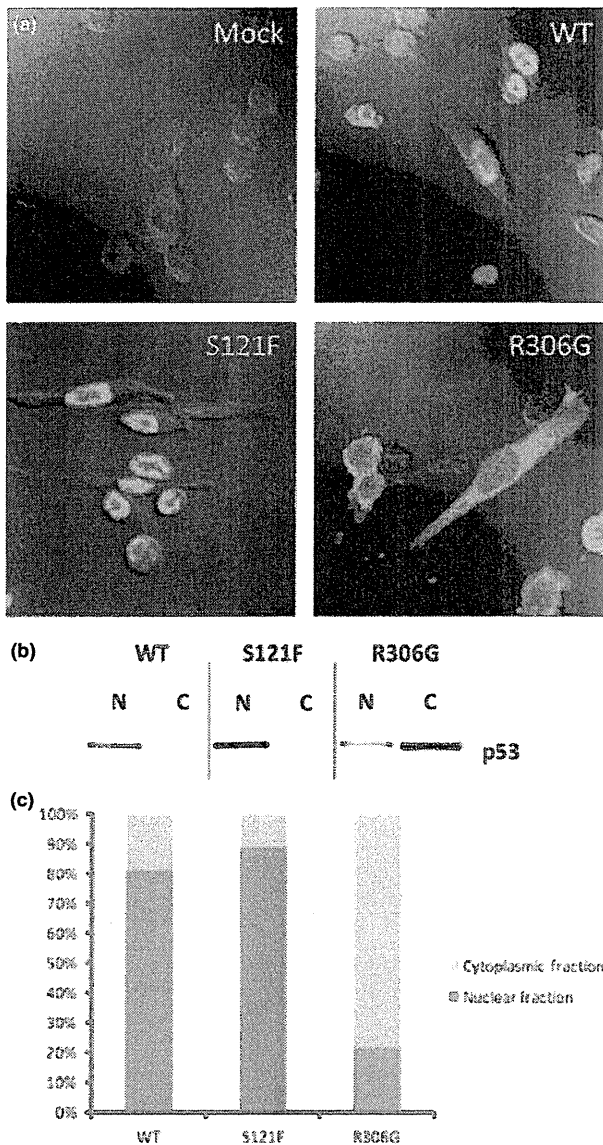 (a) Mock WT
S121F R306G
(b) WT S121F R306G
N C N C N C
p53
(c)
100%
90%
80%
70%
60%
50%
40%
30%
20%
10%
0%
Cytoplasmic fraction
Nuclear fraction
WT S121F R306G